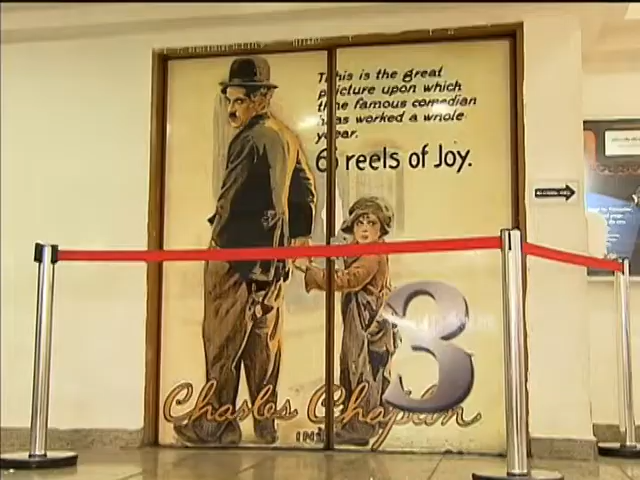 This is the great
picture upon which
the famous comedian
has worked a whole
year.
6 reels of Joy.
3
Charles Chaplin
IN